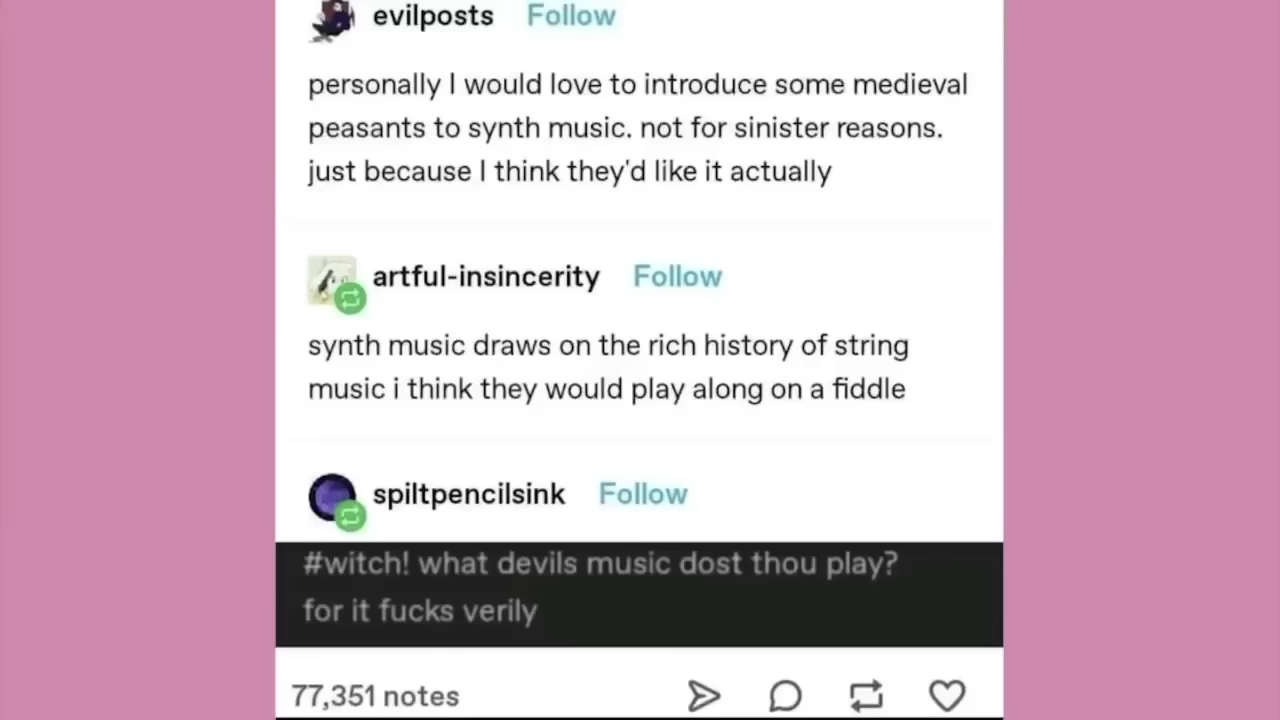 evilposts Follow
personally I would love to introduce some medieval
peasants to synth music. not for sinister reasons.
just because I think they'd like it actually
artful-insincerity Follow
synth music draws on the rich history of string
music i think they would play along on a fiddle
spiltpencilsink Follow
#witch! what devils music dost thou play?
for it fucks verily
77,351 notes